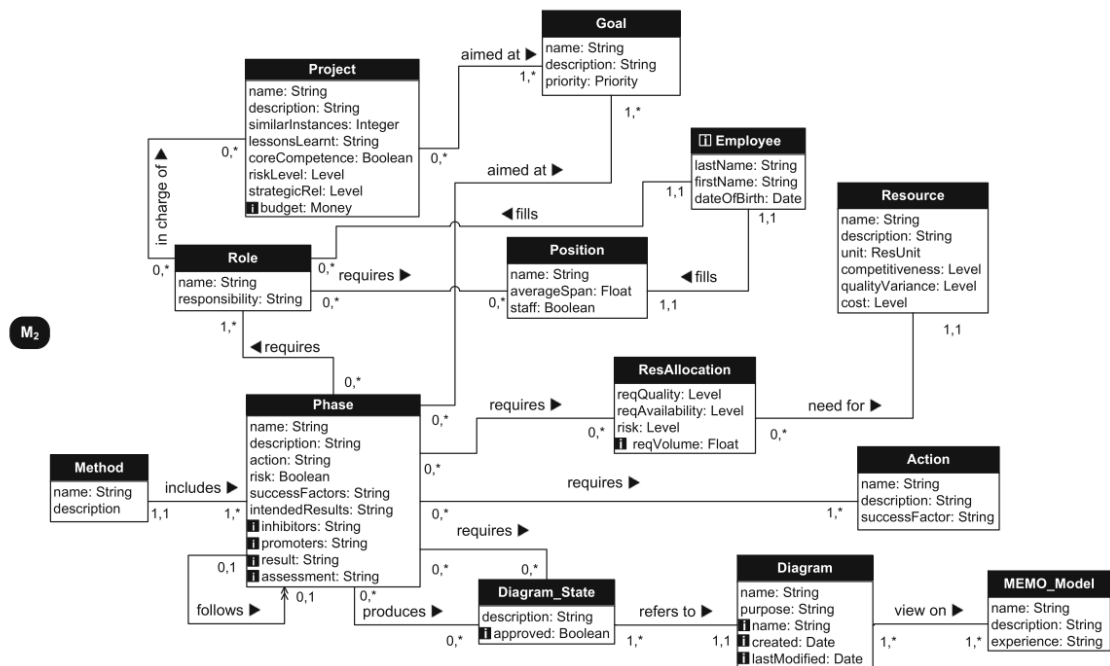 Goal
name: String
description: String
priority: Priority
aimed at ▶
1,*
1,*
Project
name: String
description: String
similarInstances: Integer
lessonsLearnt: String
coreCompetence: Boolean
riskLevel: Level
strategicRel: Level
i budget: Money
0,*
0,*
in charge of ▶
aimed at ▶
i Employee
lastName: String
firstName: String
dateOfBirth: Date
1,1
1,1
◀ fills
Resource
name: String
description: String
unit: ResUnit
competitiveness: Level
qualityVariance: Level
cost: Level
1,1
Role
name: String
responsibility: String
0,*
0,*
requires ▶
0,*
1,*
Position
name: String
averageSpan: Float
staff: Boolean
0,*
1,1
◀ fills
M2
◀ requires
0,*
ResAllocation
reqQuality: Level
reqAvailability: Level
risk: Level
i reqVolume: Float
requires ▶
0,*
need for ▶
0,*
Phase
name: String
description: String
action: String
risk: Boolean
successFactors: String
intendedResults: String
i inhibitors: String
i promoters: String
i result: String
i assessment: String
0,*
0,*
Method
name: String
description
includes ▶
1,1
1,*
requires ▶
0,*
1,*
Action
name: String
description: String
successFactor: String
requires ▶
0,*
0,*
0,1
0,1
follows ▶
0,*
produces ▶
0,*
Diagram_State
description: String
i approved: Boolean
refers to ▶
1,*
1,1
Diagram
name: String
purpose: String
i name: String
i created: Date
i lastModified: Date
view on ▶
1,*
1,*
MEMO_Model
name: String
description: String
experience: String